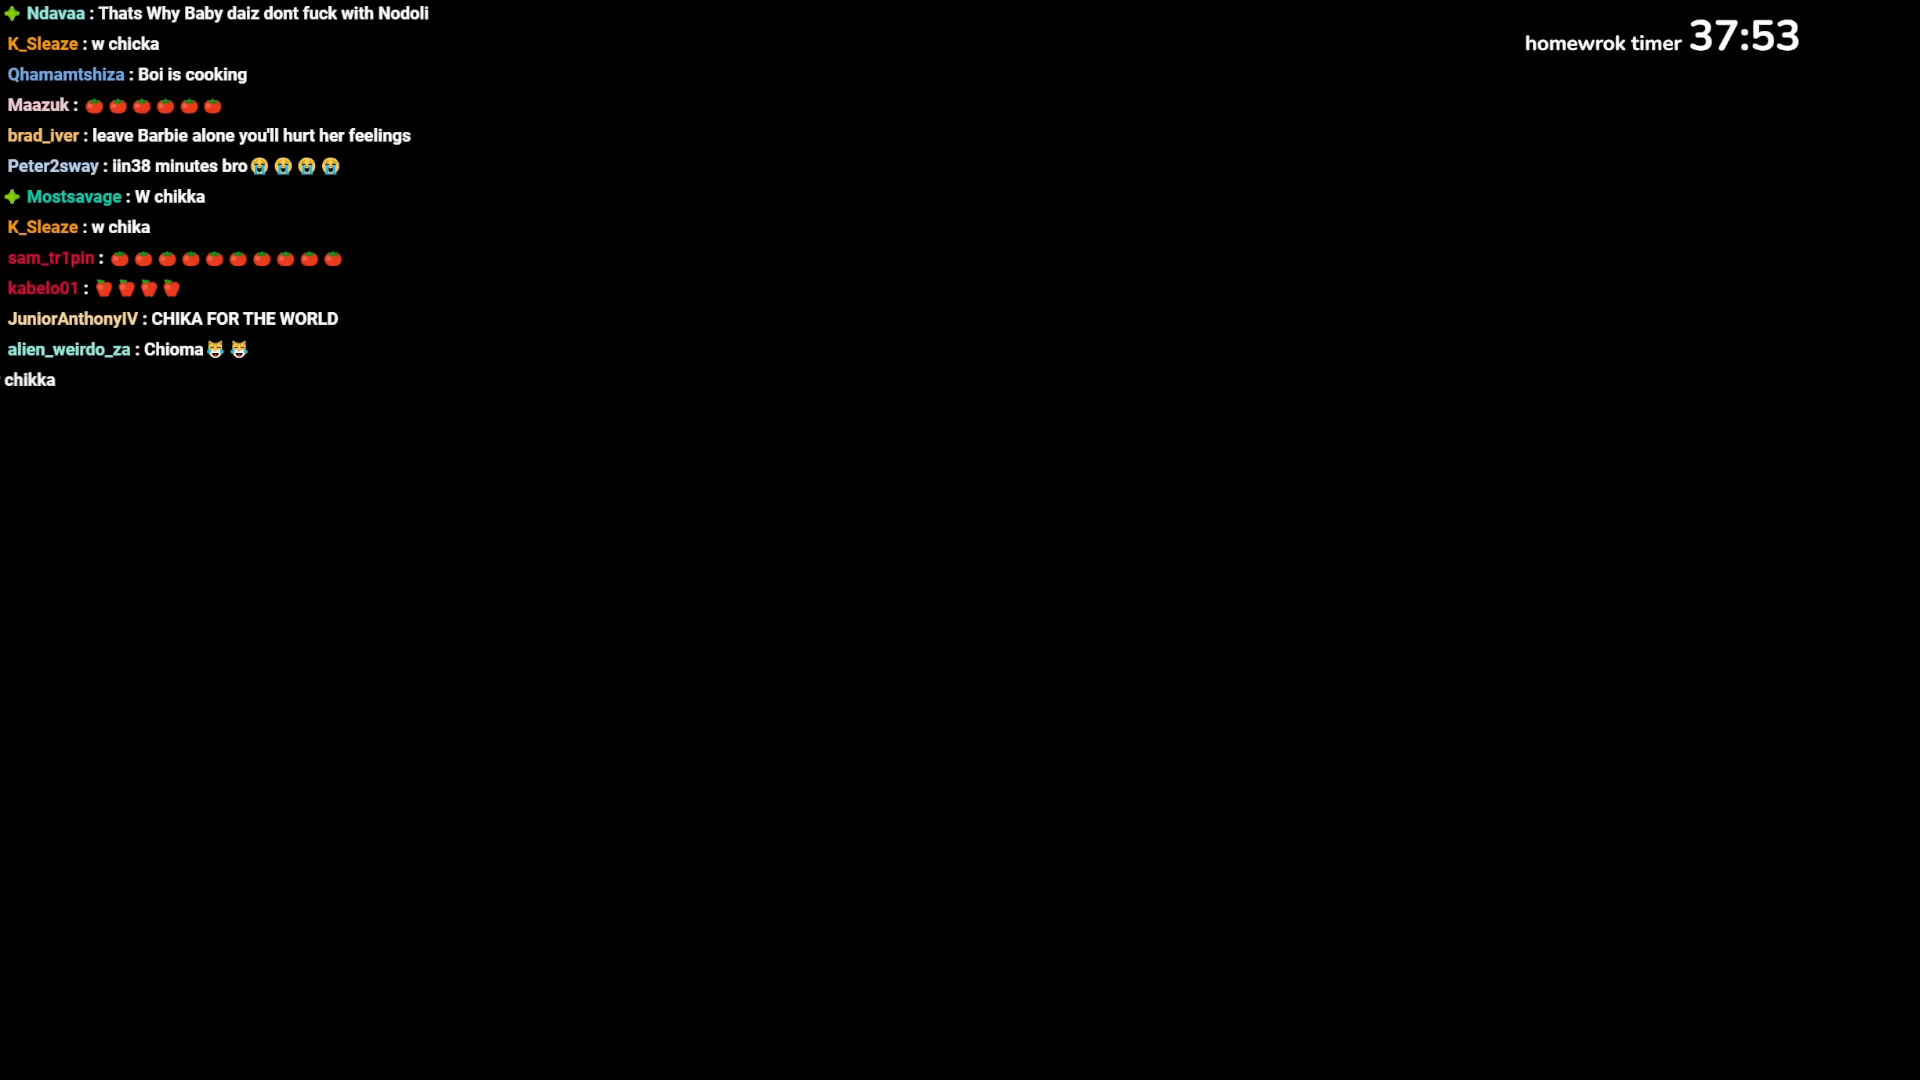 Ndavaa : Thats Why Baby daiz dont fuck with Nodoli
homewrok timer 37:53
K_Sleaze : w chicka
Qhamamtshiza : Boi is cooking
Maazuk : 🍅 🍅 🍅 🍅 🍅 🍅
brad_iver : leave Barbie alone you'll hurt her feelings
Peter2sway : iin38 minutes bro😭 😭 😭 😭
Mostsavage : W chikka
K_Sleaze : w chika
sam_tr1pin : 🍅 🍅 🍅 🍅 🍅 🍅 🍅 🍅 🍅 🍅
kabelo01 : 🍎 🍎 🍎 🍎
JuniorAnthonyIV : CHIKA FOR THE WORLD
alien_weirdo_za : Chioma😹 😹
chikka